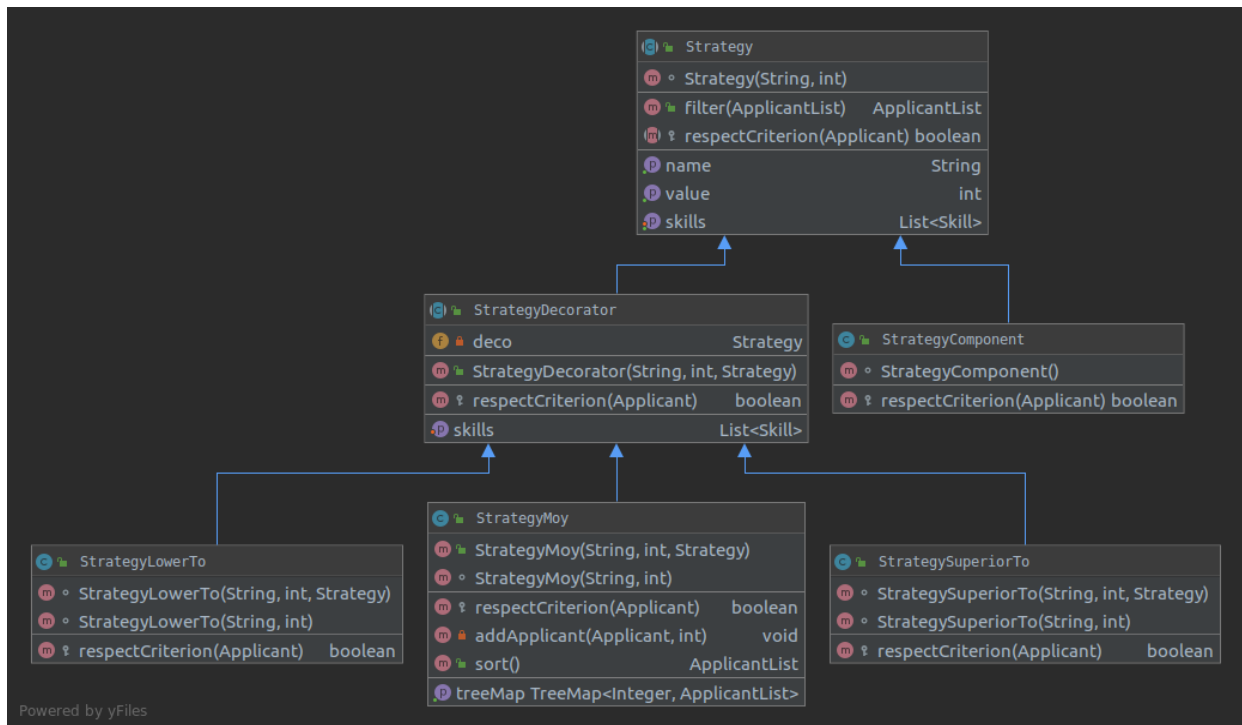 Strategy
Strategy(String, int)
filter(ApplicantList) ApplicantList
respectCriterion(Applicant) boolean
name String
value int
skills List<Skill>
StrategyDecorator
deco Strategy
StrategyDecorator(String, int, Strategy)
respectCriterion(Applicant) boolean
skills List<Skill>
StrategyComponent
StrategyComponent()
respectCriterion(Applicant) boolean
StrategyLowerTo
StrategyLowerTo(String, int, Strategy)
StrategyLowerTo(String, int)
respectCriterion(Applicant) boolean
StrategyMoy
StrategyMoy(String, int, Strategy)
StrategyMoy(String, int)
respectCriterion(Applicant) boolean
addApplicant(Applicant, int) void
sort() ApplicantList
treeMap TreeMap<Integer, ApplicantList>
StrategySuperiorTo
StrategySuperiorTo(String, int, Strategy)
StrategySuperiorTo(String, int)
respectCriterion(Applicant) boolean
Powered by yFiles